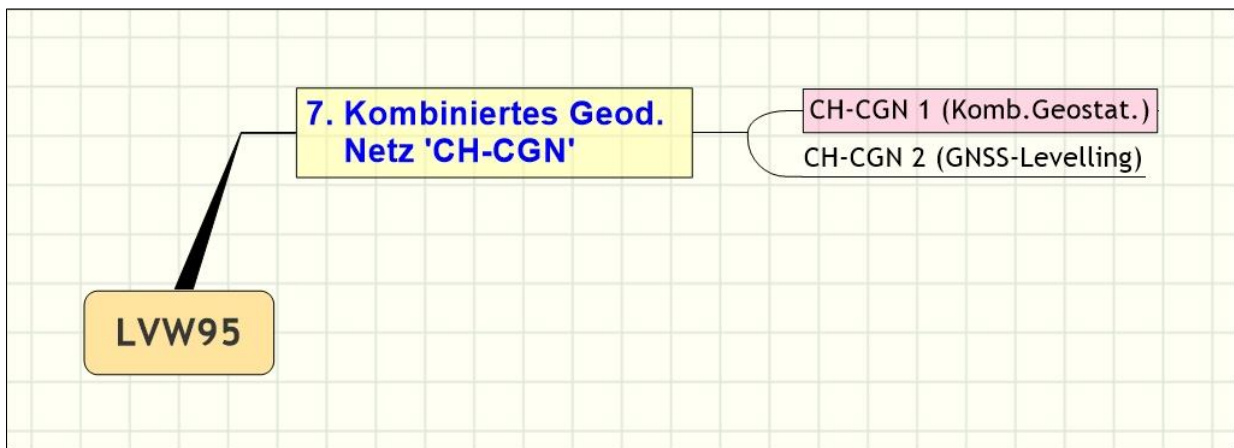 7. Kombiniertes Geod.
Netz 'CH-CGN'
CH-CGN 1 (Komb.Geostat.)
CH-CGN 2 (GNSS-Levelling)
LVW95